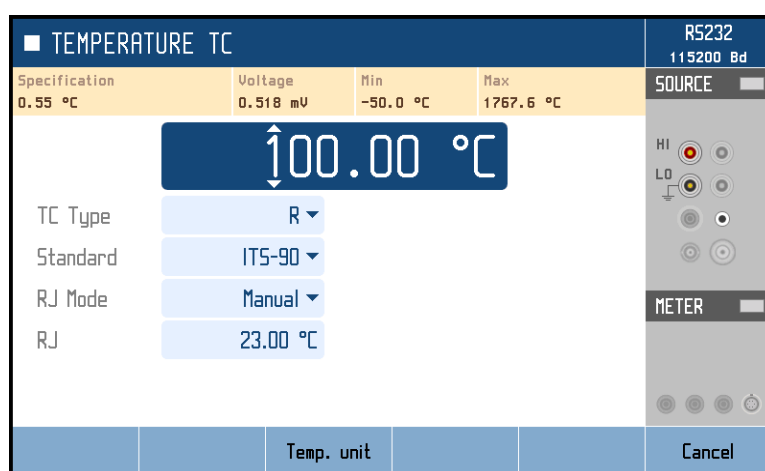 TEMPERATURE TC
RS232
115200 Bd
Specification Voltage Min Max
0.55 °C 0.518 mV -50.0 °C 1767.6 °C
SOURCE
100.00 °C
HI
LO
TC Type R
Standard ITS-90
RJ Mode Manual
METER
RJ 23.00 °C
Temp. unit Cancel